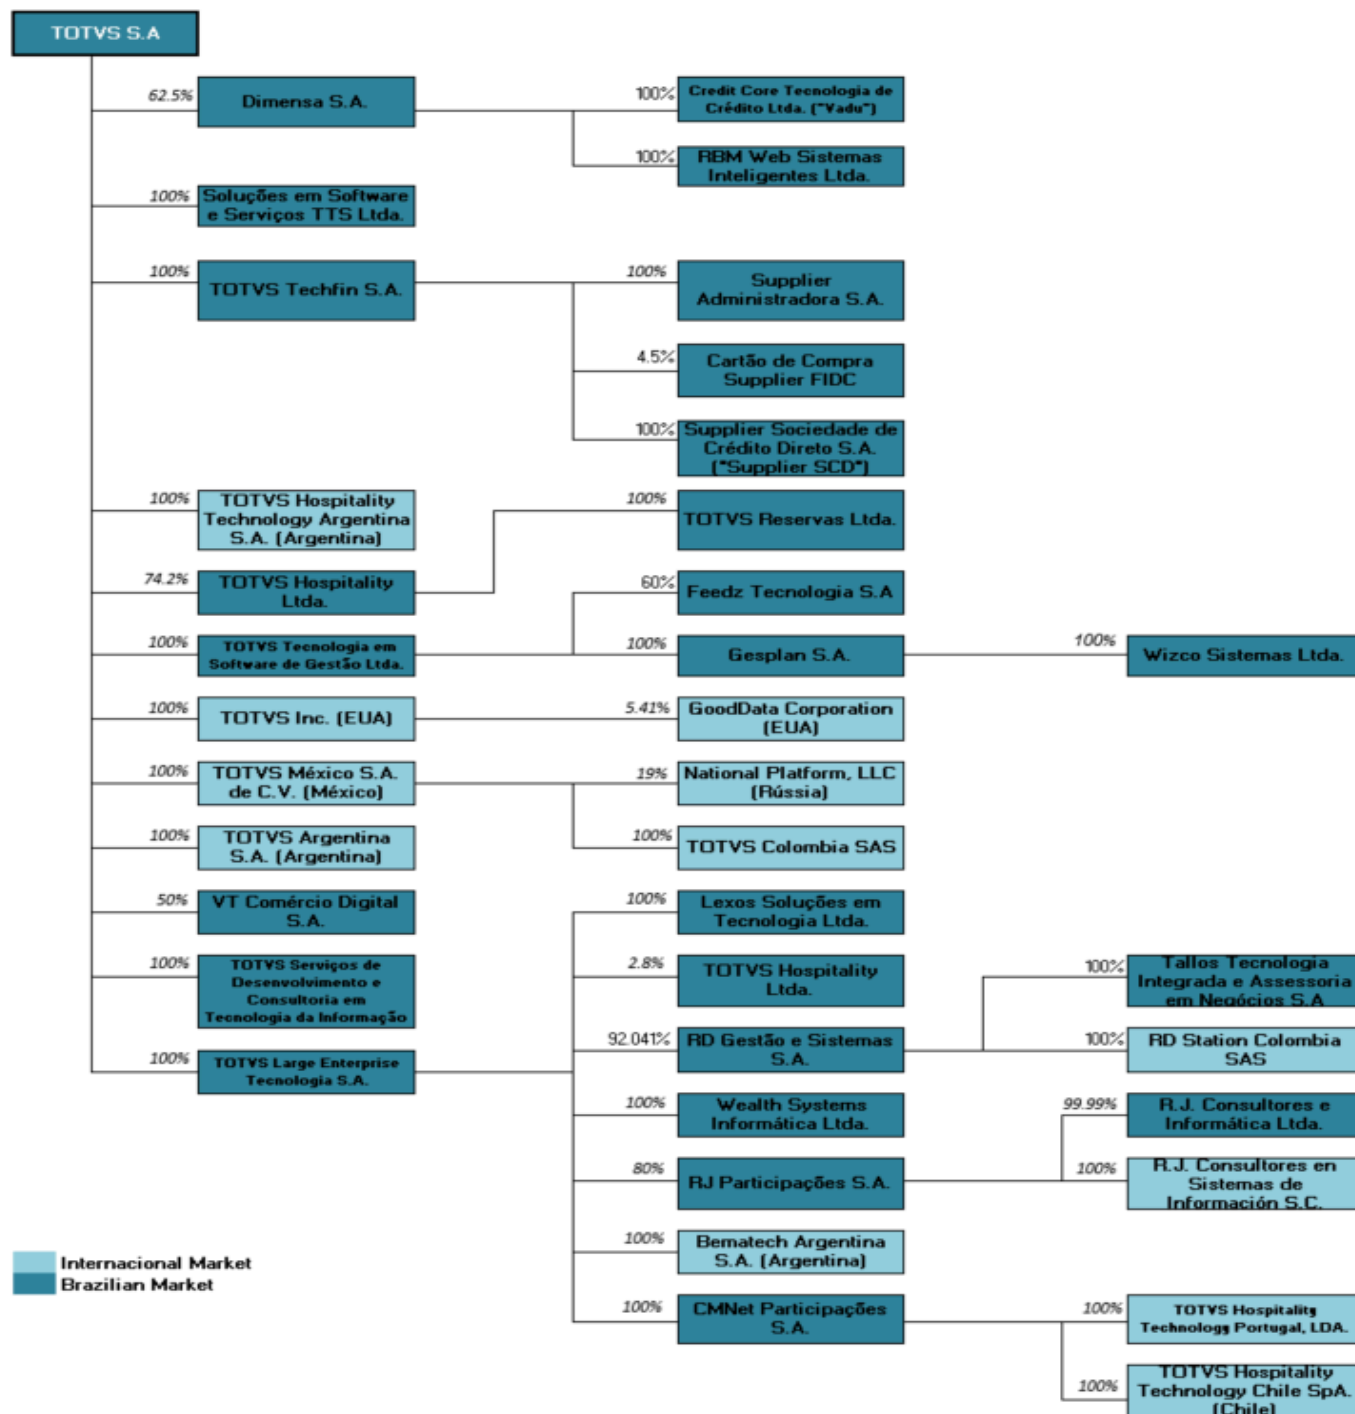 TOTVS S.A
62.5%
Dimensa S.A.
100%
Credit Core Tecnologia de
Crédito Ltda. ("Vadu")
100%
RBM Web Sistemas
Inteligentes Ltda.
100%
Soluções em Software
e Serviços TTS Ltda.
100%
TOTVS Techfin S.A.
100%
Supplier
Administradora S.A.
4.5%
Cartão de Compra
Supplier FIDC
100%
Supplier Sociedade de
Crédito Direto S.A.
("Supplier SCD")
100%
TOTVS Hospitality
Technology Argentina
S.A. (Argentina)
100%
TOTVS Reservas Ltda.
74.2%
TOTVS Hospitality
Ltda.
60%
Feedz Tecnologia S.A
100%
TOTVS Tecnologia em
Software de Gestão Ltda.
100%
Gesplan S.A.
100%
Wizco Sistemas Ltda.
100%
TOTVS Inc. (EUA)
5.41%
GoodData Corporation
(EUA)
100%
TOTVS México S.A.
de C.V. (México)
19%
National Platform, LLC
(Rússia)
100%
TOTVS Argentina
S.A. (Argentina)
100%
TOTVS Colombia SAS
50%
VT Comércio Digital
S.A.
100%
Lexos Soluções em
Tecnologia Ltda.
100%
TOTVS Serviços de
Desenvolvimento e
Consultoria em
Tecnologia da Informação
2.8%
TOTVS Hospitality
Ltda.
100%
Tallos Tecnologia
Integrada e Assessoria
em Negócios S.A
100%
TOTVS Large Enterprise
Tecnologia S.A.
92.041%
RD Gestão e Sistemas
S.A.
100%
RD Station Colombia
SAS
100%
Wealth Systems
Informática Ltda.
99.99%
R.J. Consultores e
Informática Ltda.
80%
RJ Participações S.A.
100%
R.J. Consultores en
Sistemas de
Información S.C.
100%
Bematech Argentina
S.A. (Argentina)
Internacional Market
Brazilian Market
100%
CMNet Participações
S.A.
100%
TOTVS Hospitality
Technology Portugal, LDA.
100%
TOTVS Hospitality
Technology Chile SpA.
(Chile)